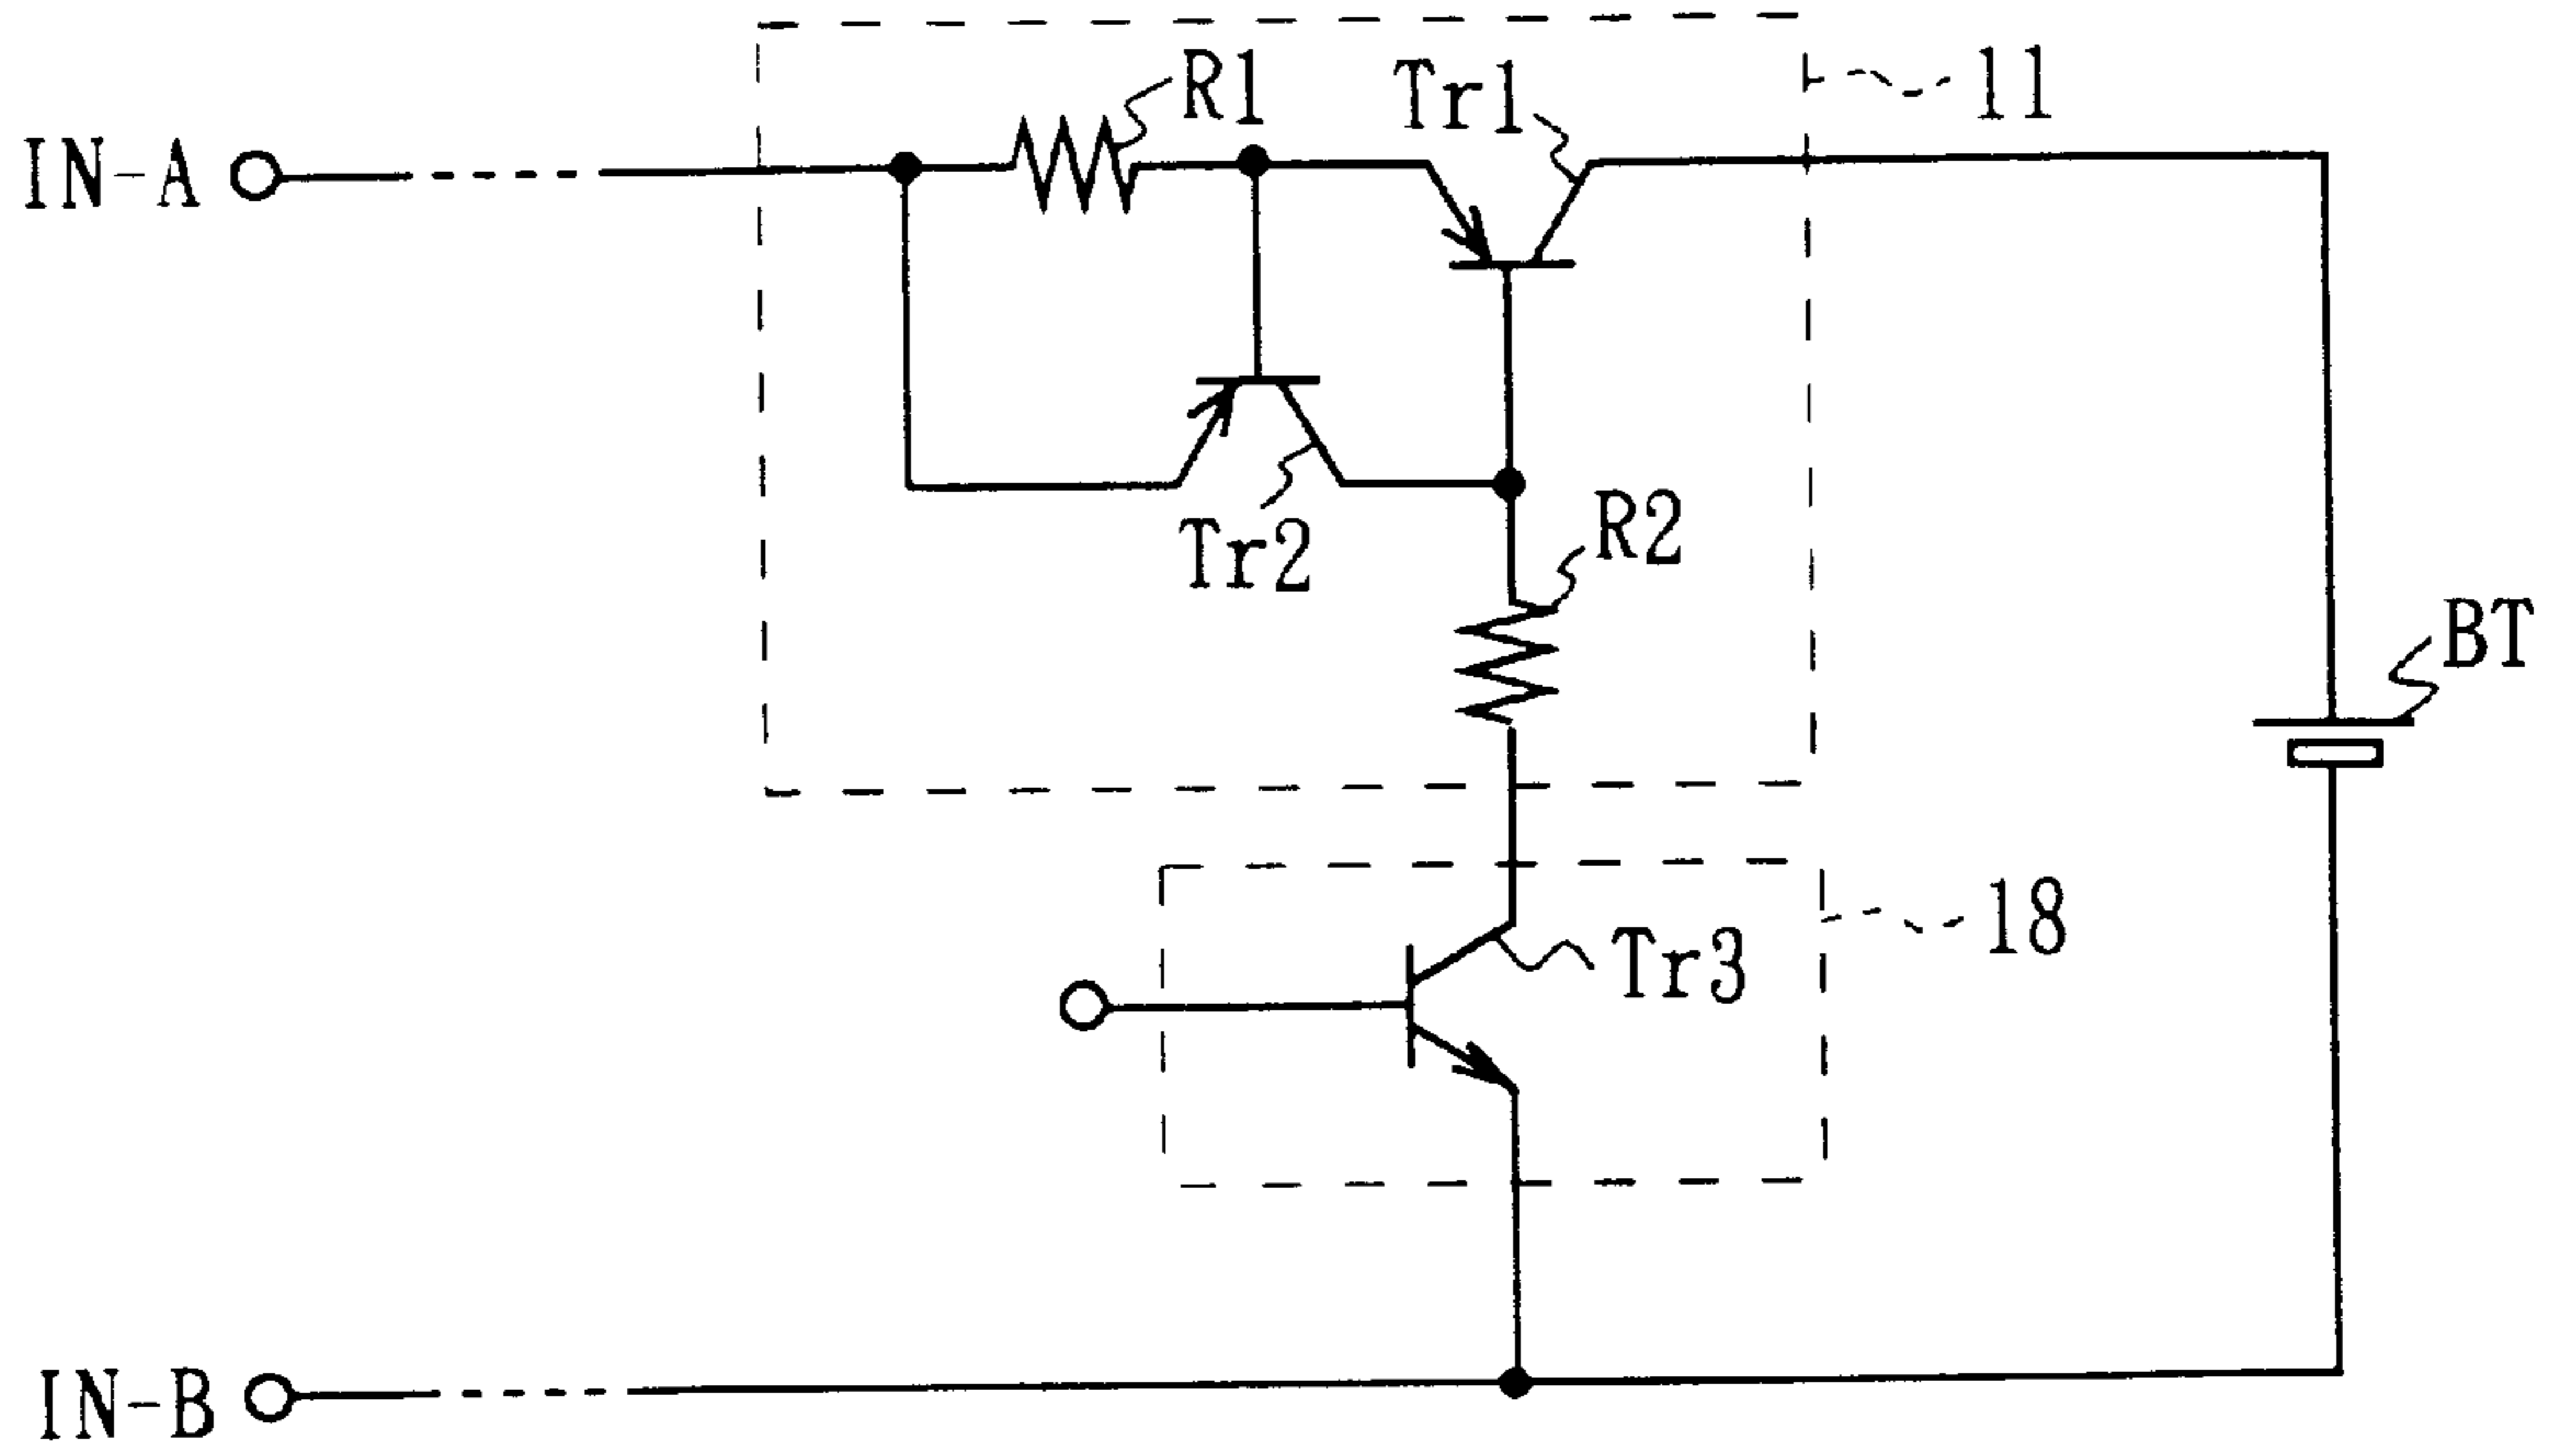 R1
Tr1
11
IN-A
Tr2
R2
BT
18
Tr3
IN-B